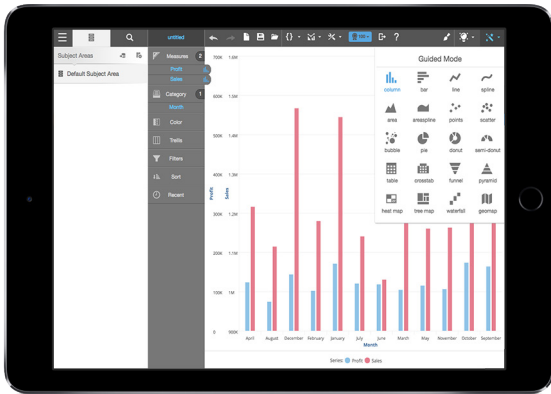 untitled
Subject Areas
Default Subject Area
Measures 2
Profit
Sales
Category 1
Month
Color
Trellis
Filters
Sort
Recent
Guided Mode
column bar line spline
area areaspline points scatter
bubble pie donut semi-donut
table crosstab funnel pyramid
heat map tree map waterfall geomap
700K 1.6M
600K 1.5M
500K 1.4M
400K 1.3M
300K 1.2M
200K 1.1M
100K 1M
0 900K
Profit
Sales
April August December February January July June March May November October September
Month
Series: Profit Sales